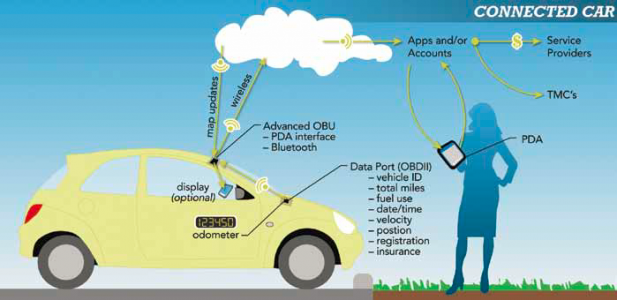 CONNECTED CAR
Apps and/or
Accounts
$
Service
Providers
TMC's
map updates
wireless
Advanced OBU
– PDA interface
– Bluetooth
PDA
Data Port (OBDII)
– vehicle ID
– total miles
– fuel use
– date/time
– velocity
– postion
– registration
– insurance
display
(optional)
123450
odometer